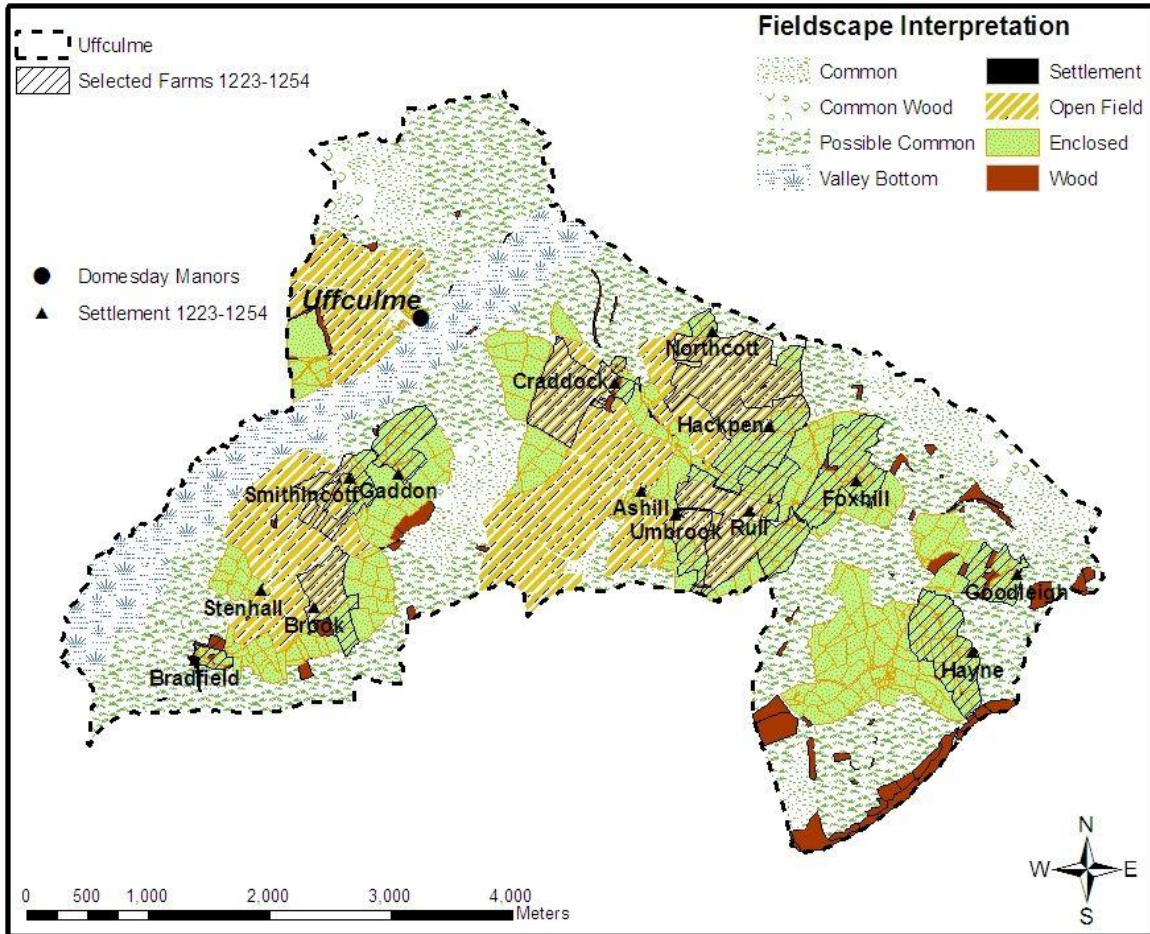 Uffculme
Selected Farms 1223-1254
Fieldscape Interpretation
Common
Common Wood
Possible Common
Valley Bottom
Settlement
Open Field
Enclosed
Wood
Domesday Manors
Settlement 1223-1254
Uffculme
Northcott
Craddock
Hackpen
Smithincott
Gaddon
Foxhill
Ashill
Umbrook
Rull
Stenhall
Brook
Goodleigh
Hayne
Bradfield
N
W E
S
0 500 1,000 2,000 3,000 4,000
Meters